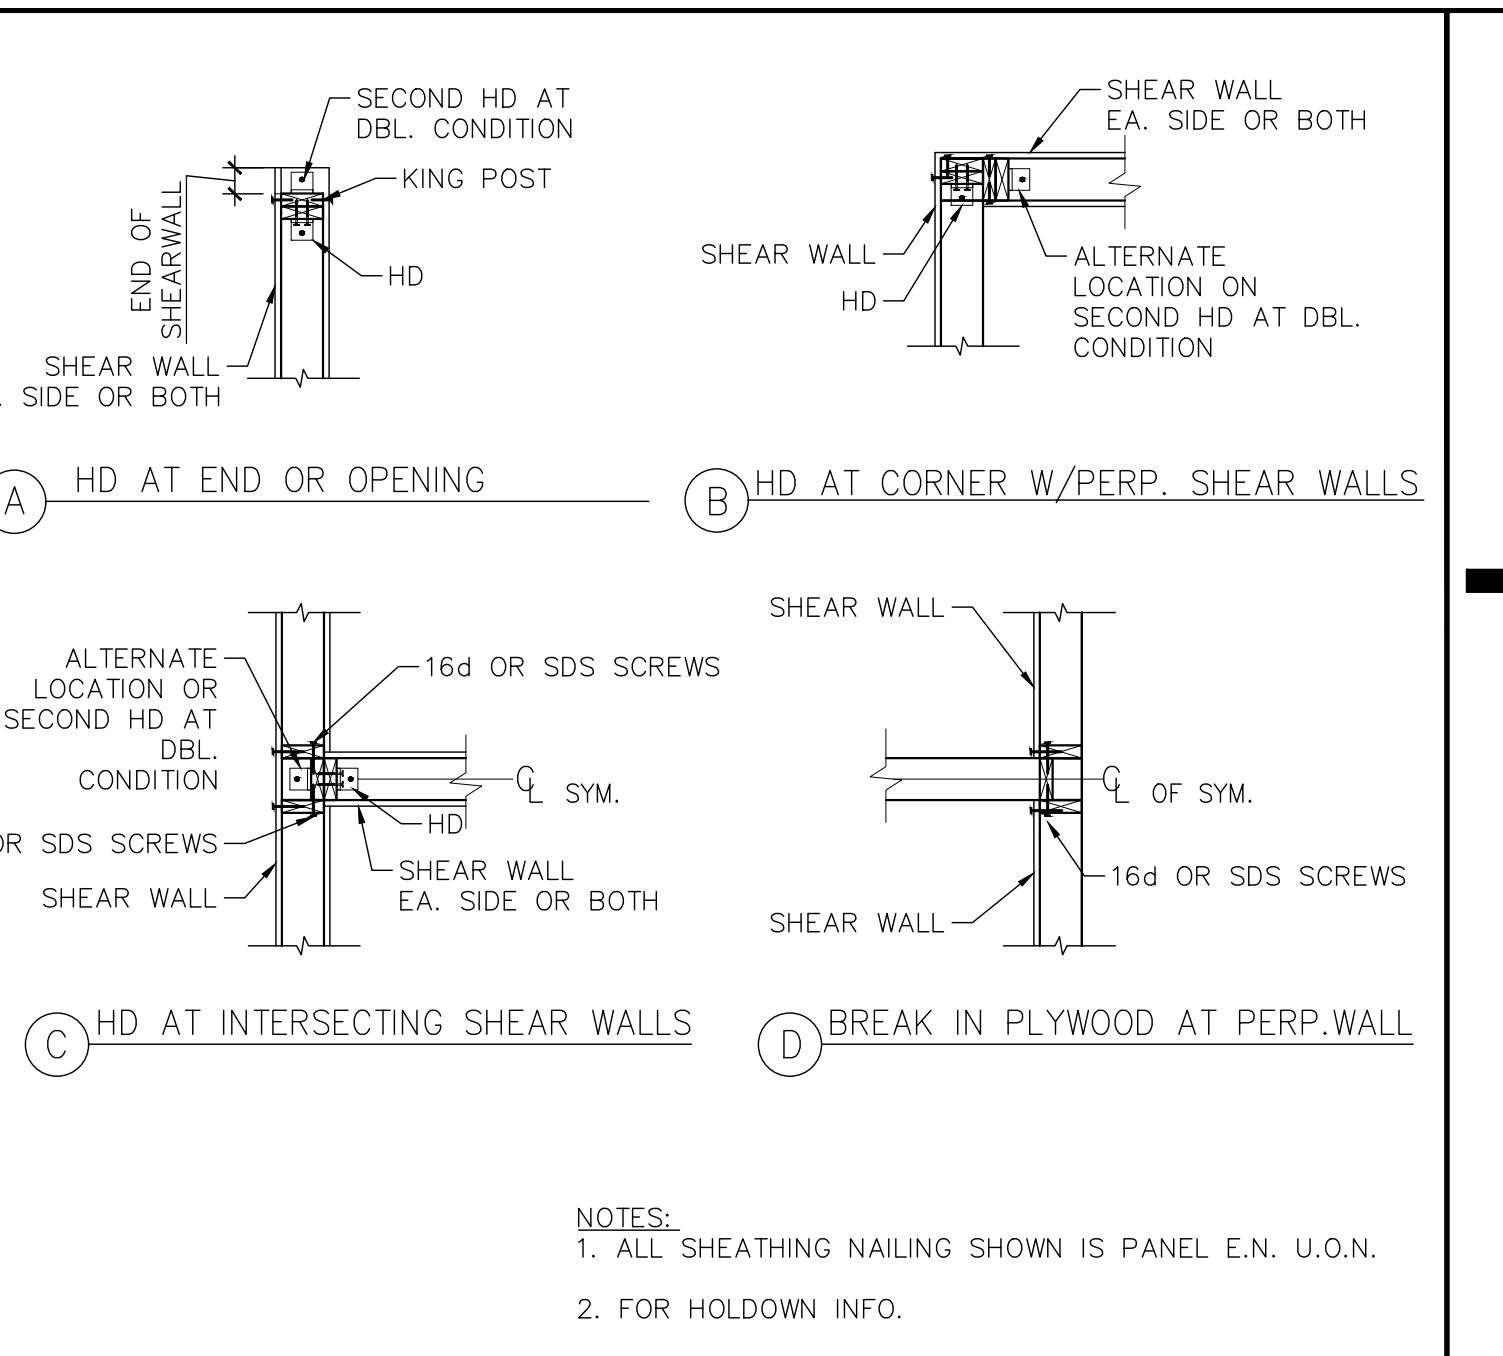 SECOND HD AT
DBL. CONDITION
KING POST
END OF
SHEARWALL
HD
SHEAR WALL
. SIDE OR BOTH
A
HD AT END OR OPENING
SHEAR WALL
EA. SIDE OR BOTH
SHEAR WALL
HD
ALTERNATE
LOCATION ON
SECOND HD AT DBL.
CONDITION
B
HD AT CORNER W/PERP. SHEAR WALLS
ALTERNATE
LOCATION OR
SECOND HD AT
DBL.
CONDITION
16d OR SDS SCREWS
CL SYM.
HD
OR SDS SCREWS
SHEAR WALL
SHEAR WALL
EA. SIDE OR BOTH
C
HD AT INTERSECTING SHEAR WALLS
SHEAR WALL
CL OF SYM.
16d OR SDS SCREWS
SHEAR WALL
D
BREAK IN PLYWOOD AT PERP.WALL
NOTES:
1. ALL SHEATHING NAILING SHOWN IS PANEL E.N. U.O.N.
2. FOR HOLDOWN INFO.